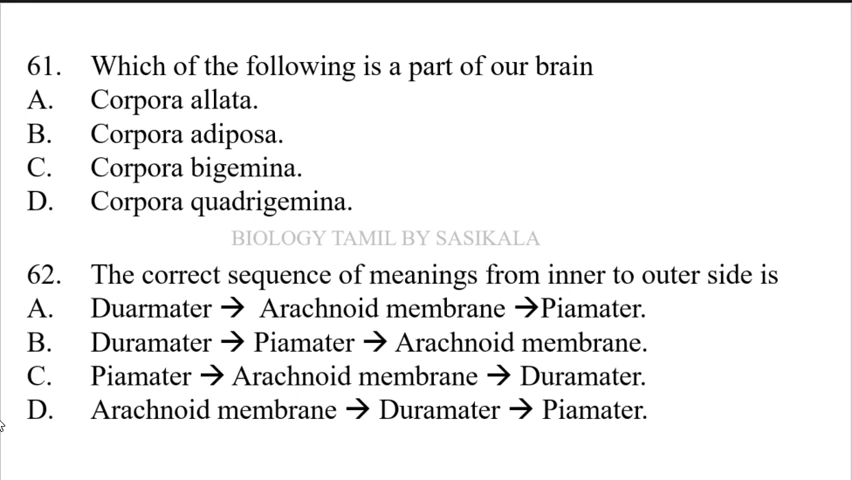 61. Which of the following is a part of our brain
A. Corpora allata.
B. Corpora adiposa.
C. Corpora bigemina.
D. Corpora quadrigemina.
BIOLOGY TAMIL BY SASIKALA
62. The correct sequence of meanings from inner to outer side is
A. Duarmater → Arachnoid membrane →Piamater.
B. Duramater → Piamater → Arachnoid membrane.
C. Piamater → Arachnoid membrane → Duramater.
D. Arachnoid membrane → Duramater → Piamater.